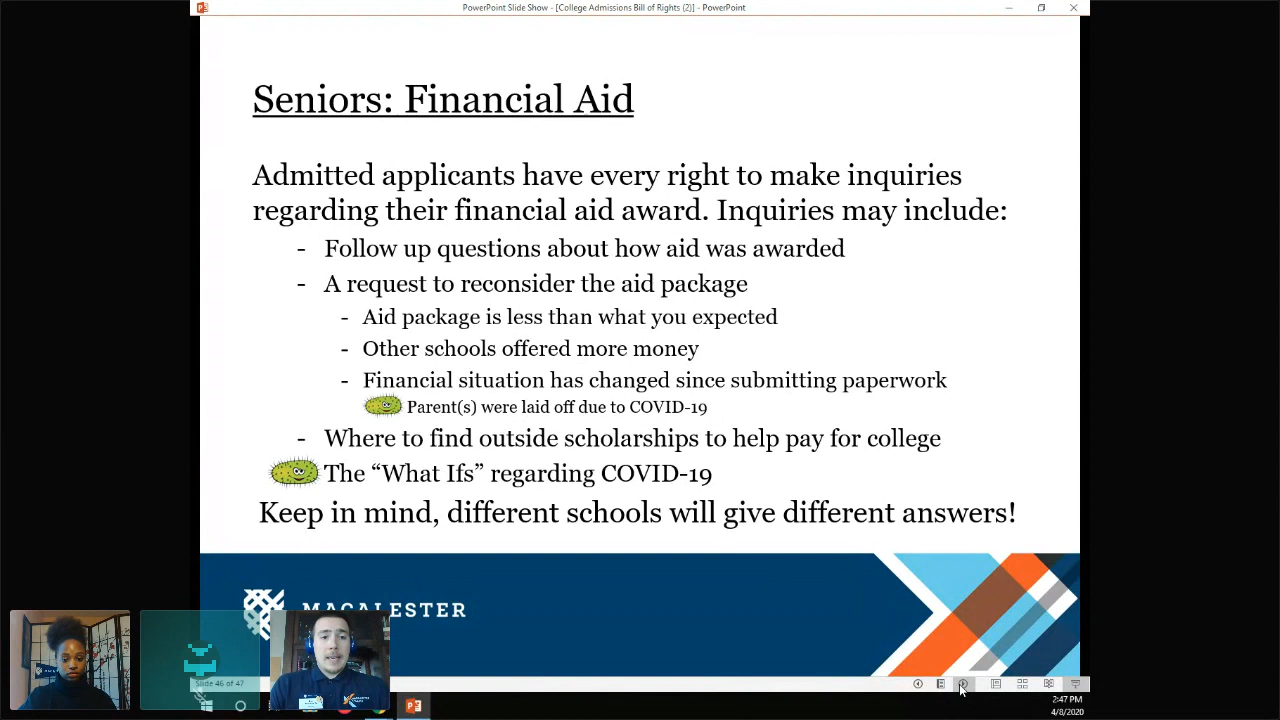 PowerPoint Slide Show - [College Admissions Bill of Rights (2)] - PowerPoint
Seniors: Financial Aid
Admitted applicants have every right to make inquiries
regarding their financial aid award. Inquiries may include:
- Follow up questions about how aid was awarded
- A request to reconsider the aid package
- Aid package is less than what you expected
- Other schools offered more money
- Financial situation has changed since submitting paperwork
Parent(s) were laid off due to COVID-19
- Where to find outside scholarships to help pay for college
The “What Ifs” regarding COVID-19
Keep in mind, different schools will give different answers!
MACALESTER
Slide 46 of 47
2:47 PM
4/8/2020